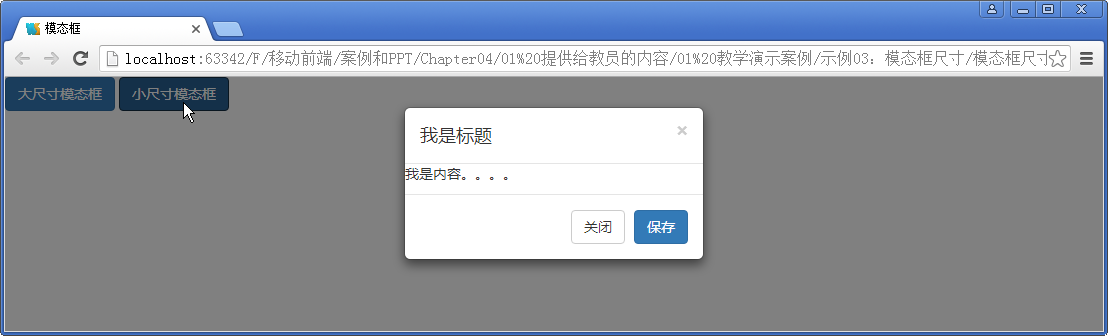 模态框
localhost:63342/F/移动前端/案例和PPT/Chapter04/01%20提供给教员的内容/01%20教学演示案例/示例03：模态框尺寸/模态框尺寸
大尺寸模态框 小尺寸模态框
我是标题 ×
我是内容。。。。
关闭 保存